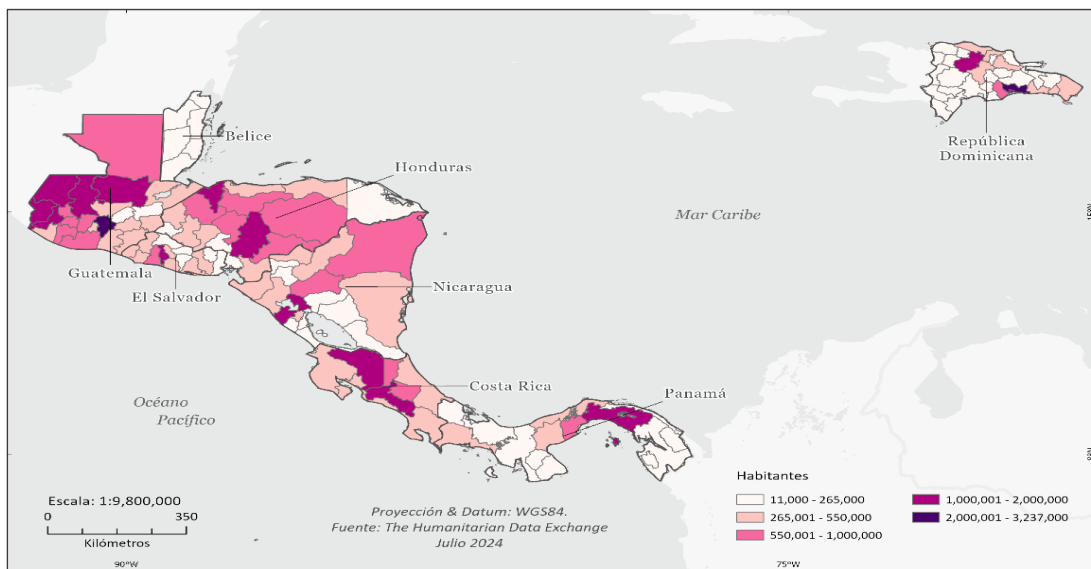 Belice
República
Dominicana
Honduras
Mar Caribe
Guatemala
El Salvador
Nicaragua
Costa Rica
Panamá
Océano
Pacífico
Habitantes
11,000 - 265,000
265,001 - 550,000
550,001 - 1,000,000
1,000,001 - 2,000,000
2,000,001 - 3,237,000
Escala: 1:9,800,000
0 350
Kilómetros
Proyección & Datum: WGS84.
Fuente: The Humanitarian Data Exchange
Julio 2024
90°W
75°W